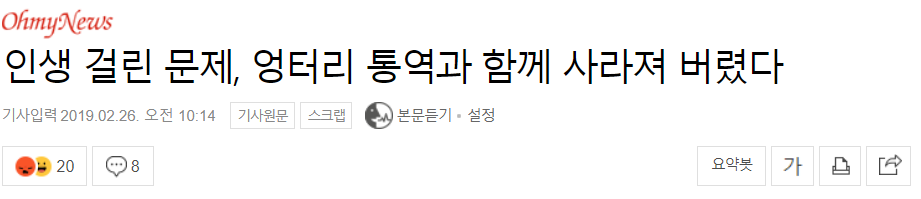 OhmyNews
인생 걸린 문제, 엉터리 통역과 함께 사라져 버렸다
기사입력 2019.02.26. 오전 10:14 기사원문 스크랩 본문듣기 설정
20 8 요약봇 가